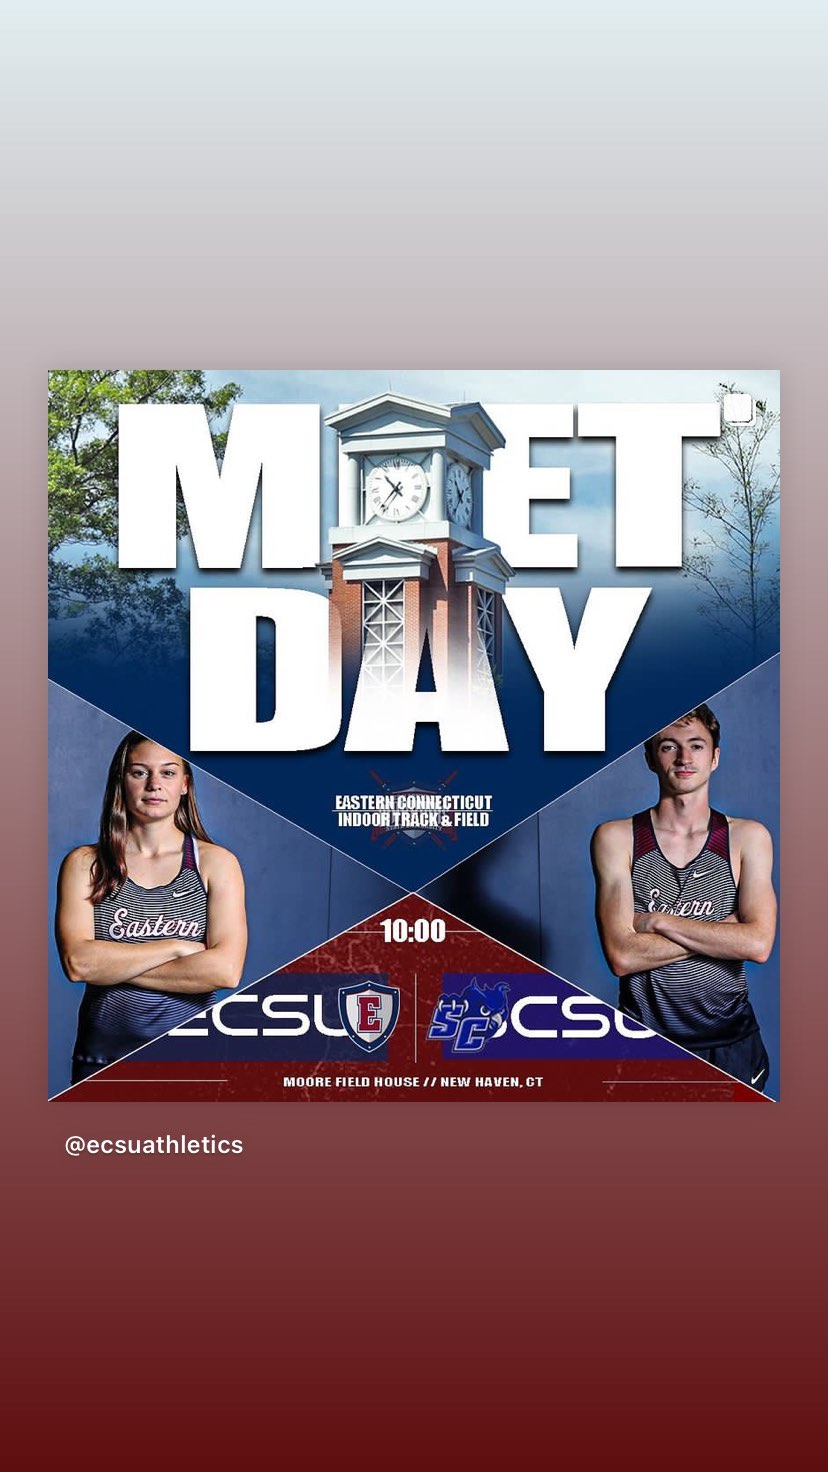 MEET
DAY
EASTERN CONNECTICUT
INDOOR TRACK & FIELD
Eastern
Eastern
10:00
ECSU
E
SC
SCSU
MOORE FIELD HOUSE // NEW HAVEN, CT
@ecsuathletics